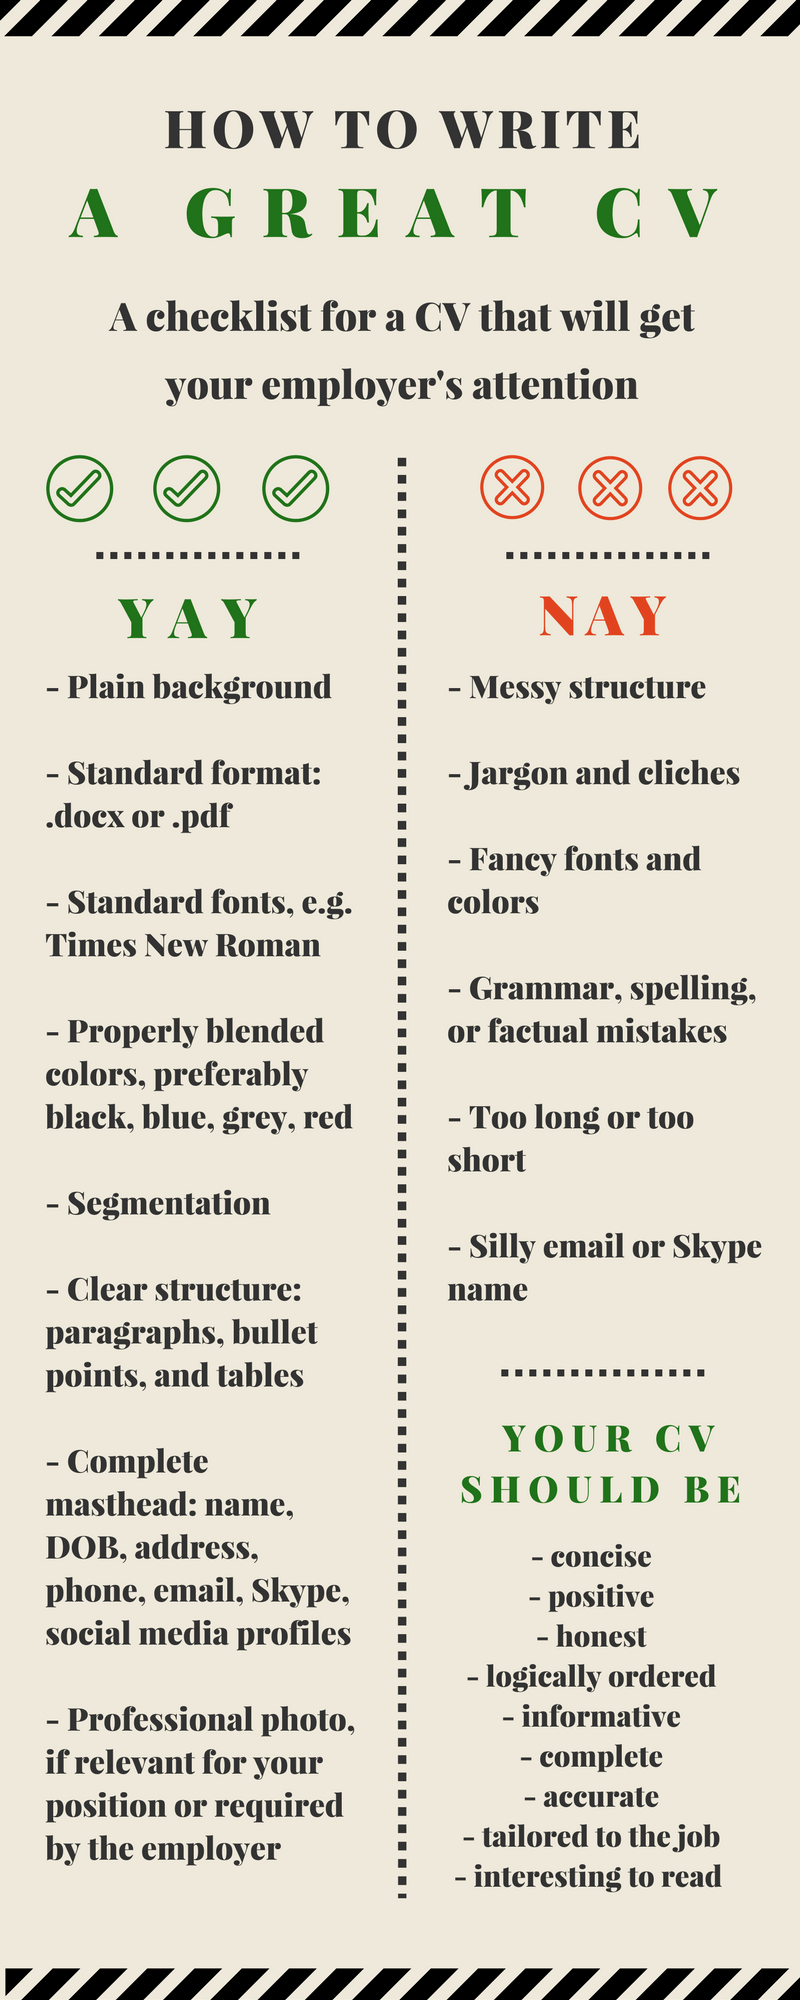 HOW TO WRITE
A GREAT CV
A checklist for a CV that will get
your employer's attention
YAY
- Plain background
- Standard format:
.docx or .pdf
- Standard fonts, e.g.
Times New Roman
- Properly blended
colors, preferably
black, blue, grey, red
- Segmentation
- Clear structure:
paragraphs, bullet
points, and tables
- Complete
masthead: name,
DOB, address,
phone, email, Skype,
social media profiles
- Professional photo,
if relevant for your
position or required
by the employer
NAY
- Messy structure
- Jargon and cliches
- Fancy fonts and
colors
- Grammar, spelling,
or factual mistakes
- Too long or too
short
- Silly email or Skype
name
YOUR CV
SHOULD BE
- concise
- positive
- honest
- logically ordered
- informative
- complete
- accurate
- tailored to the job
- interesting to read